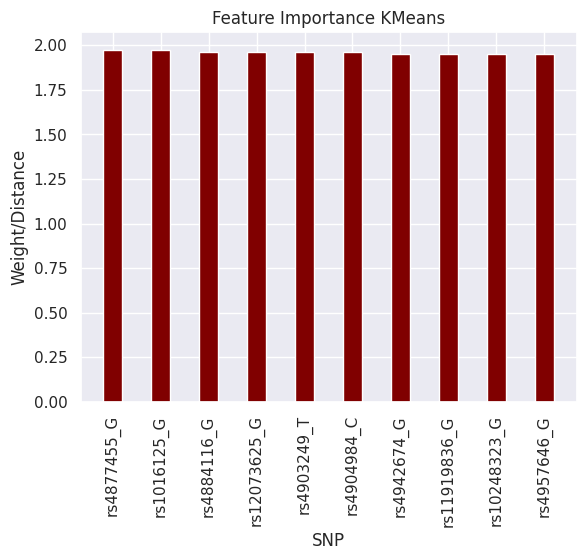 Feature Importance KMeans
Weight/Distance
2.00
1.75
1.50
1.25
1.00
0.75
0.50
0.25
0.00
rs4877455_G
rs1016125_G
rs4884116_G
rs12073625_G
rs4903249_T
rs4904984_C
rs4942674_G
rs11919836_G
rs10248323_G
rs4957646_G
SNP